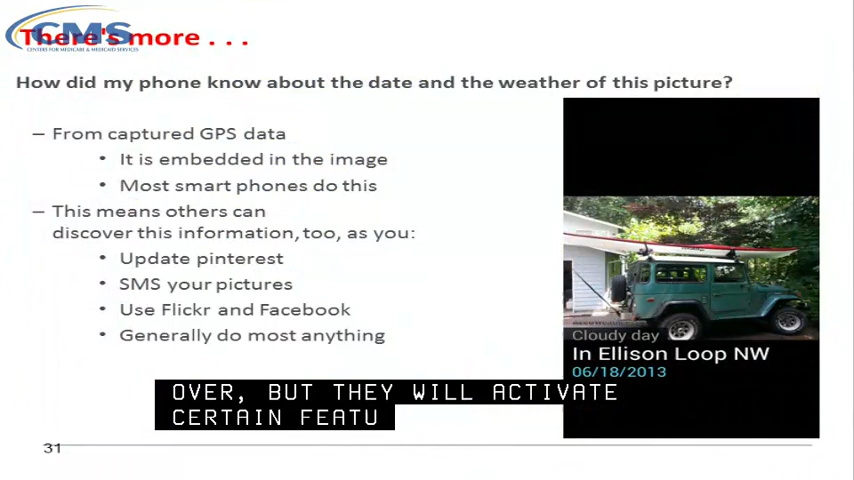 CMS
CENTERS FOR MEDICARE & MEDICAID SERVICES
There's more . . .
How did my phone know about the date and the weather of this picture?
– From captured GPS data
• It is embedded in the image
• Most smart phones do this
– This means others can
discover this information, too, as you:
• Update pinterest
• SMS your pictures
• Use Flickr and Facebook
• Generally do most anything
Cloudy day
In Ellison Loop NW
06/18/2013
OVER, BUT THEY WILL ACTIVATE
CERTAIN FEATU
31